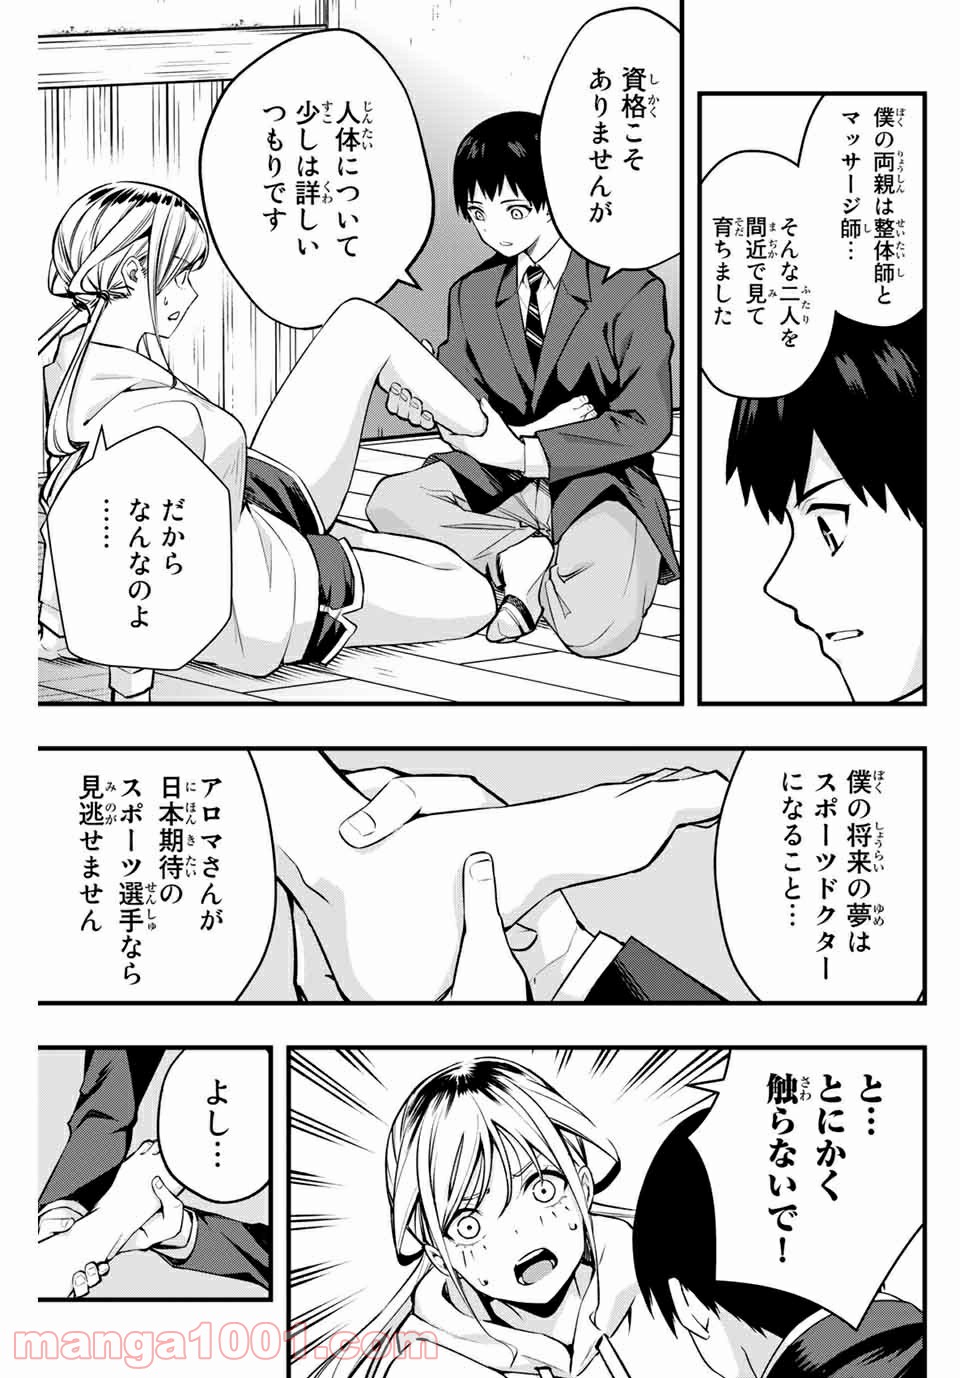 僕の両親は整体師と
マッサージ師…
そんな二人を
間近で見て
育ちました
資格こそ
ありませんが
人体について
少しは詳しい
つもりです
だから
なんなのよ
……
僕の将来の夢は
スポーツドクター
になること…
アロマさんが
日本期待の
スポーツ選手なら
見逃せません
と…
とにかく
触らないで！
よし…
manga1001.com